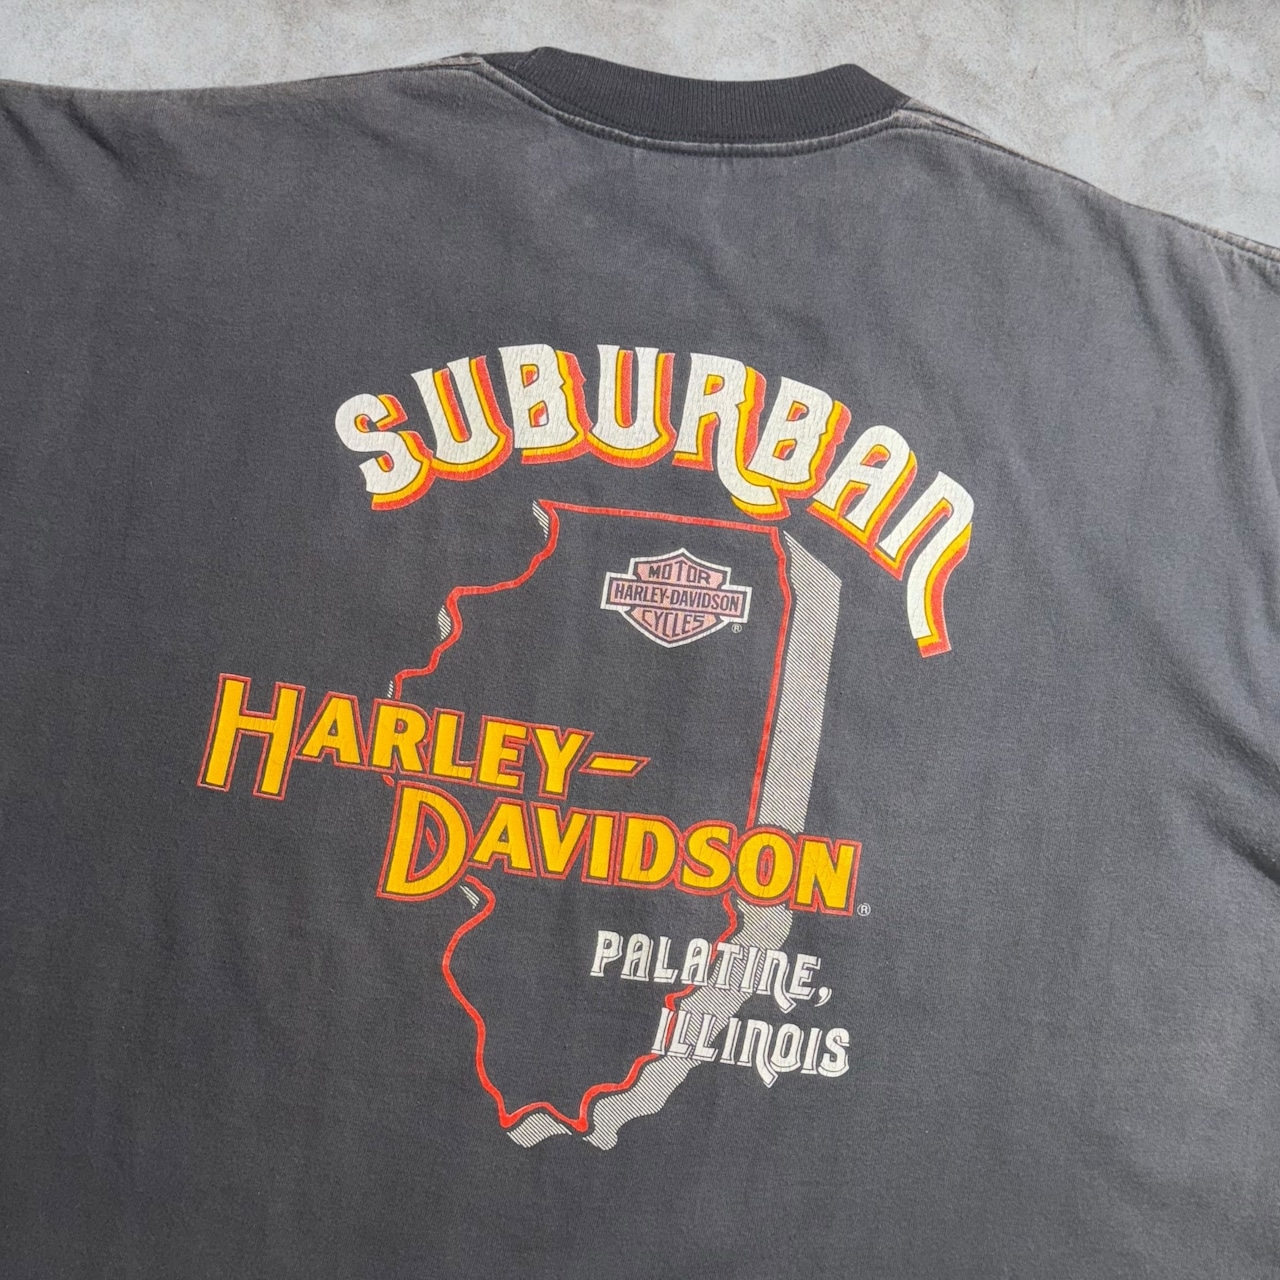 SUBURBAN
MOTOR
HARLEY-DAVIDSON
CYCLES
®
HARLEY-
DAVIDSON®
PALATINE,
ILLINOIS